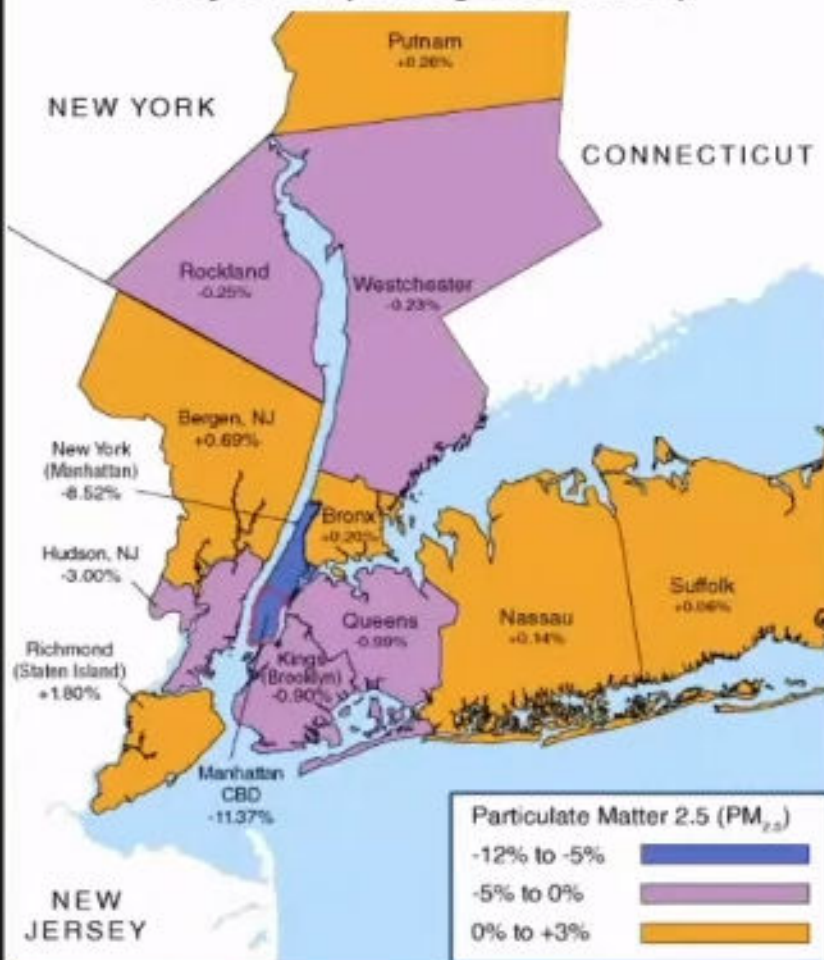 Putnam
+0.26%
NEW YORK
CONNECTICUT
Rockland
-0.25%
Westchester
-0.23%
Bergen, NJ
+0.69%
New York
(Manhattan)
-8.52%
Bronx
+0.20%
Hudson, NJ
-3.00%
Queens
-0.99%
Nassau
+0.14%
Suffolk
+0.06%
Richmond
(Staten Island)
+1.80%
Kings
(Brooklyn)
-0.90%
Manhattan
CBD
-11.37%
Particulate Matter 2.5 (PM2.5)
-12% to -5%
-5% to 0%
0% to +3%
NEW
JERSEY